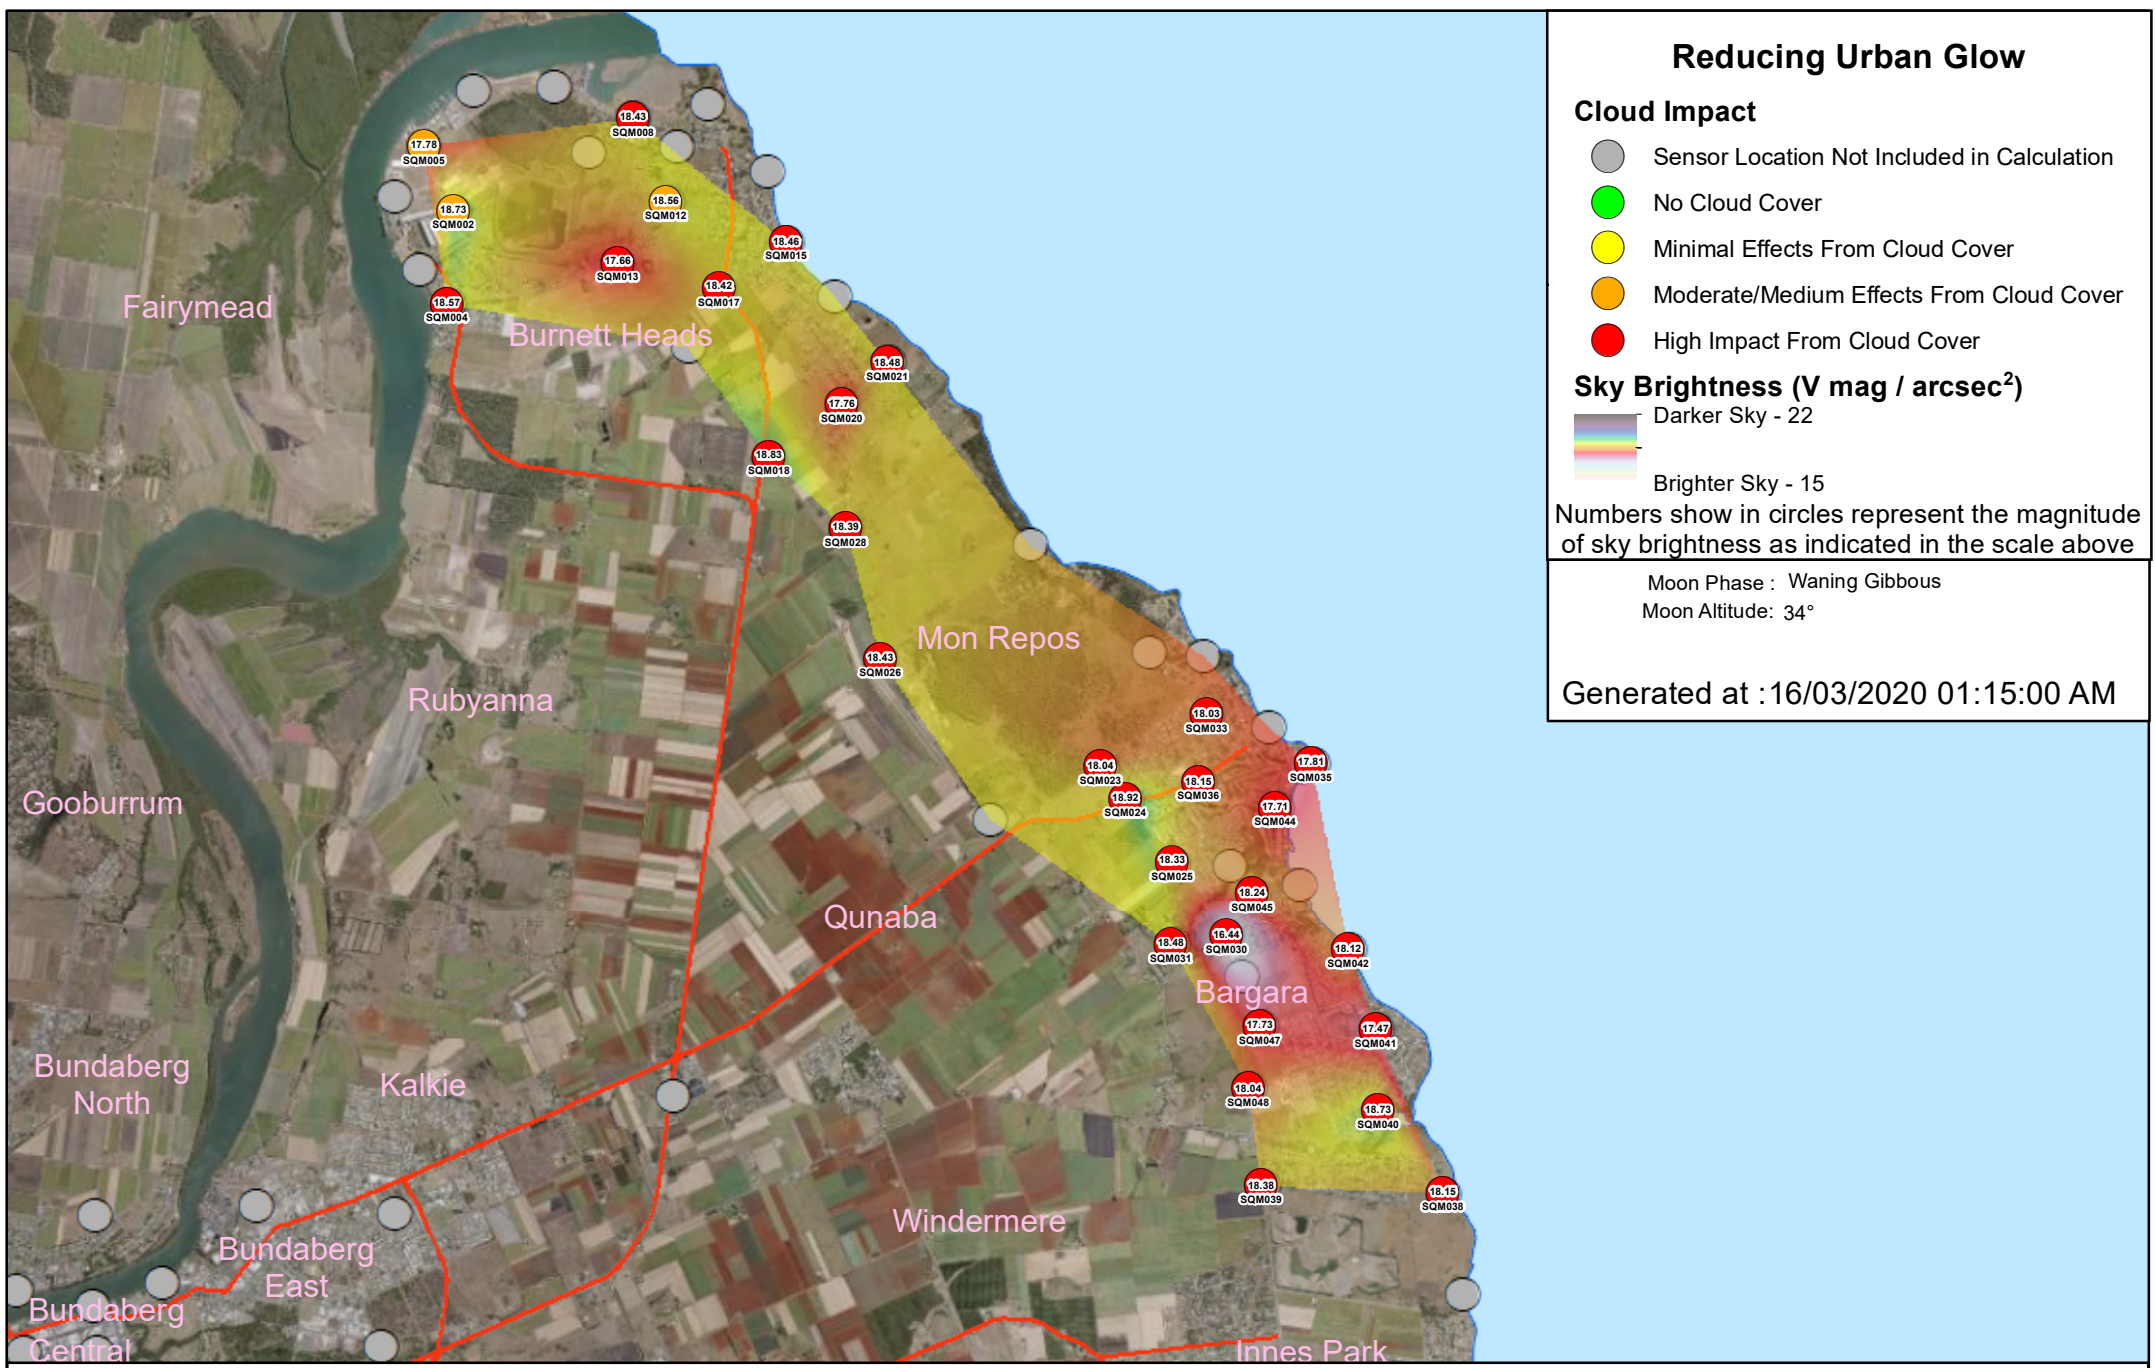 Reducing Urban Glow
Cloud Impact
Sensor Location Not Included in Calculation
No Cloud Cover
Minimal Effects From Cloud Cover
Moderate/Medium Effects From Cloud Cover
High Impact From Cloud Cover
Sky Brightness (V mag / arcsec²)
Darker Sky - 22
Brighter Sky - 15
Numbers show in circles represent the magnitude
of sky brightness as indicated in the scale above
Moon Phase : Waning Gibbous
Moon Altitude: 34°
Generated at :16/03/2020 01:15:00 AM
18.43
SQM008
17.78
SQM005
18.73
SQM002
18.56
SQM012
18.46
SQM015
17.66
SQM013
18.42
SQM017
18.57
SQM004
Fairymead
Burnett Heads
18.48
SQM021
17.76
SQM020
18.83
SQM018
18.39
SQM028
Mon Repos
18.43
SQM026
Rubyanna
18.03
SQM033
18.04
SQM023
18.15
SQM036
17.81
SQM035
18.92
SQM024
17.71
SQM044
Gooburrum
18.33
SQM025
18.24
SQM045
Qunaba
16.44
SQM030
18.48
SQM031
18.12
SQM042
Bargara
17.73
SQM047
17.47
SQM041
Bundaberg
North
Kalkie
18.04
SQM048
18.73
SQM040
18.38
SQM039
18.15
SQM038
Windermere
Bundaberg
East
Bundaberg
Central
Innes Park